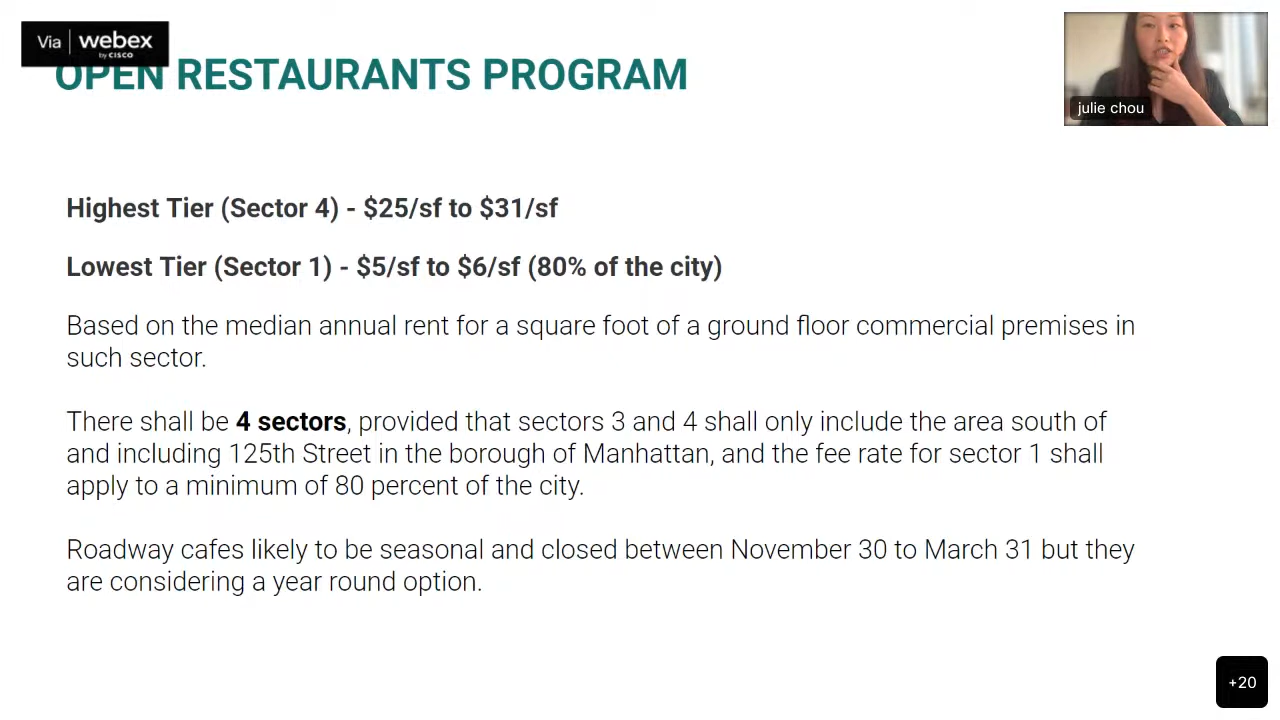 Via webex
by CISCO
OPEN RESTAURANTS PROGRAM
julie chou
Highest Tier (Sector 4) - $25/sf to $31/sf
Lowest Tier (Sector 1) - $5/sf to $6/sf (80% of the city)
Based on the median annual rent for a square foot of a ground floor commercial premises in
such sector.
There shall be 4 sectors, provided that sectors 3 and 4 shall only include the area south of
and including 125th Street in the borough of Manhattan, and the fee rate for sector 1 shall
apply to a minimum of 80 percent of the city.
Roadway cafes likely to be seasonal and closed between November 30 to March 31 but they
are considering a year round option.
+20